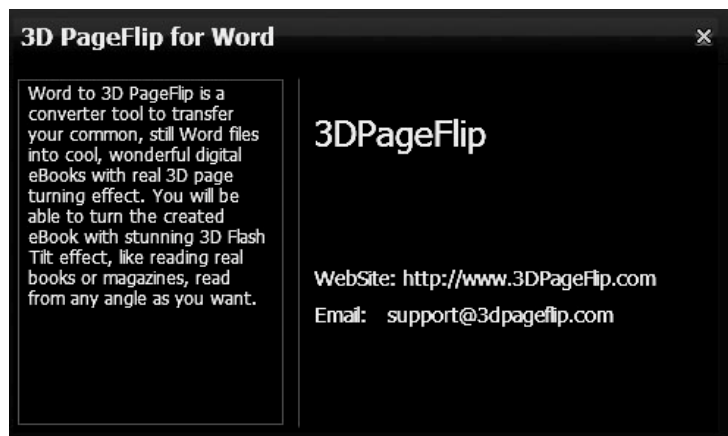 3D PageFlip for Word
Word to 3D PageFlip is a
converter tool to transfer
your common, still Word files
into cool, wonderful digital
eBooks with real 3D page
turning effect. You will be
able to turn the created
eBook with stunning 3D Flash
Tilt effect, like reading real
books or magazines, read
from any angle as you want.
3DPageFlip
WebSite: http://www.3DPageFlip.com
Email: support@3dpageflip.com